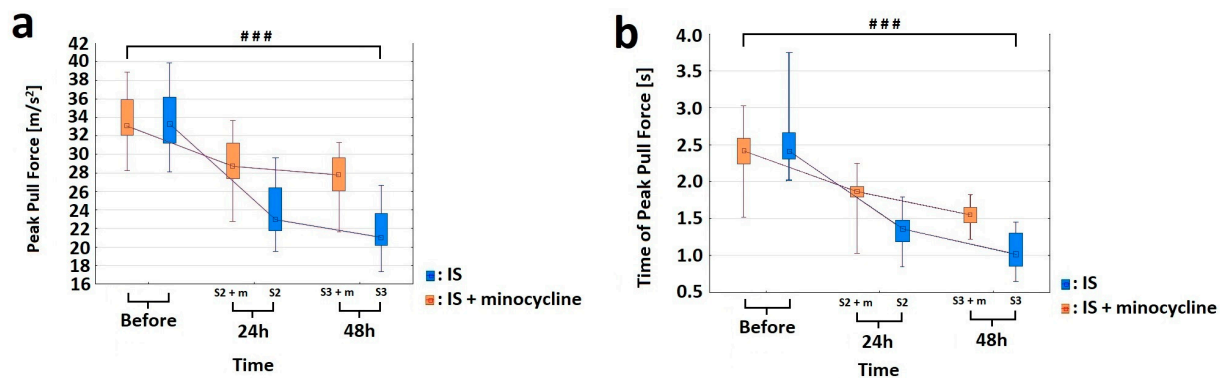 a
###
Peak Pull Force [m/s²]
42
40
38
36
34
32
30
28
26
24
22
20
18
16
S2 + m S2 S3 + m S3
Before
24h
48h
Time
: IS
: IS + minocycline
b
###
Time of Peak Pull Force [s]
4.0
3.5
3.0
2.5
2.0
1.5
1.0
0.5
S2 + m S2 S3 + m S3
Before
24h
48h
Time
: IS
: IS + minocycline